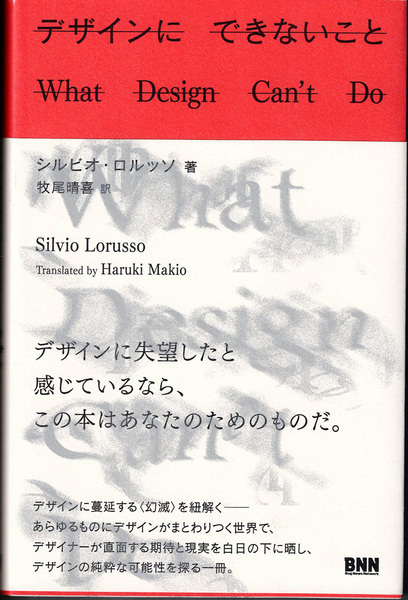 デザインに できないこと
What Design Can't Do
シルビオ・ロルッソ 著
牧尾晴喜 訳
Silvio Lorusso
Translated by Haruki Makio
What
Design
Can't
デザインに失望したと
感じているなら、
この本はあなたのためのものだ。
デザインに蔓延する〈幻滅〉を紐解く——
あらゆるものにデザインがまとわりつく世界で、
デザイナーが直面する期待と現実を白日の下に晒し、
デザインの純粋な可能性を探る一冊。
BNN
Bug News Network